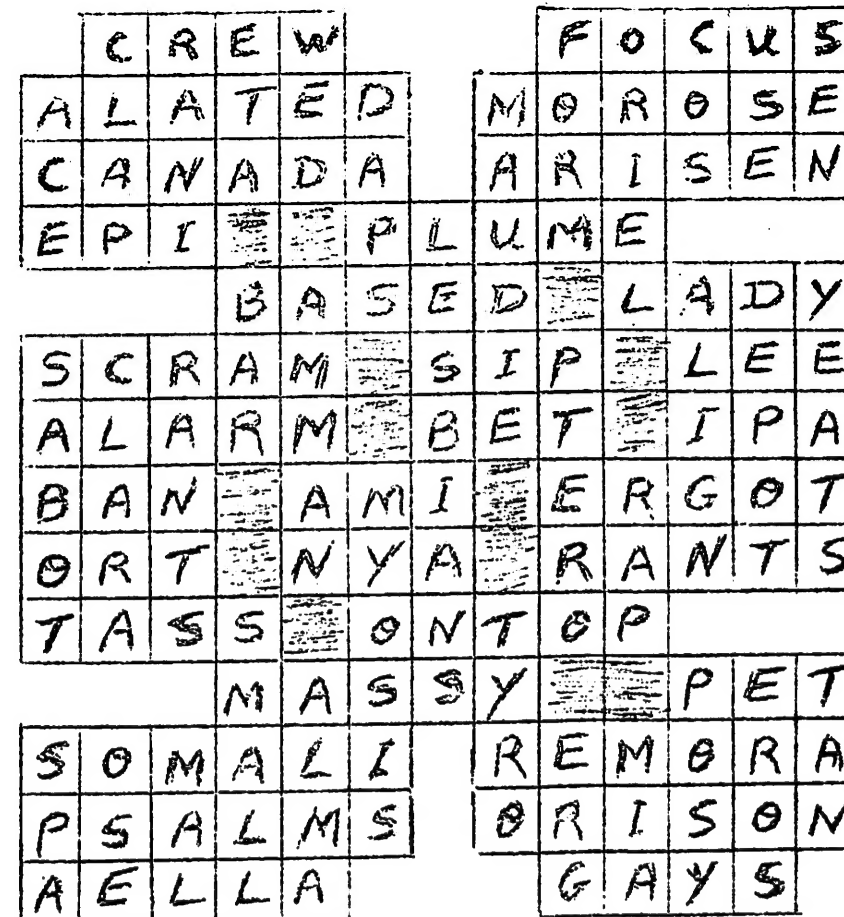 CREW FOCUS
ALATED MOROSE
CANADA ARISEN
EPI PLUME
BASED LADY
SCRAM SIP LEE
ALARM BET IPA
BAN AMI ERGOT
ORT NYA RANTS
TASS ONTOP
MASSY PET
SOMALI REMORA
PSALMS ORISON
AELLA GAYS